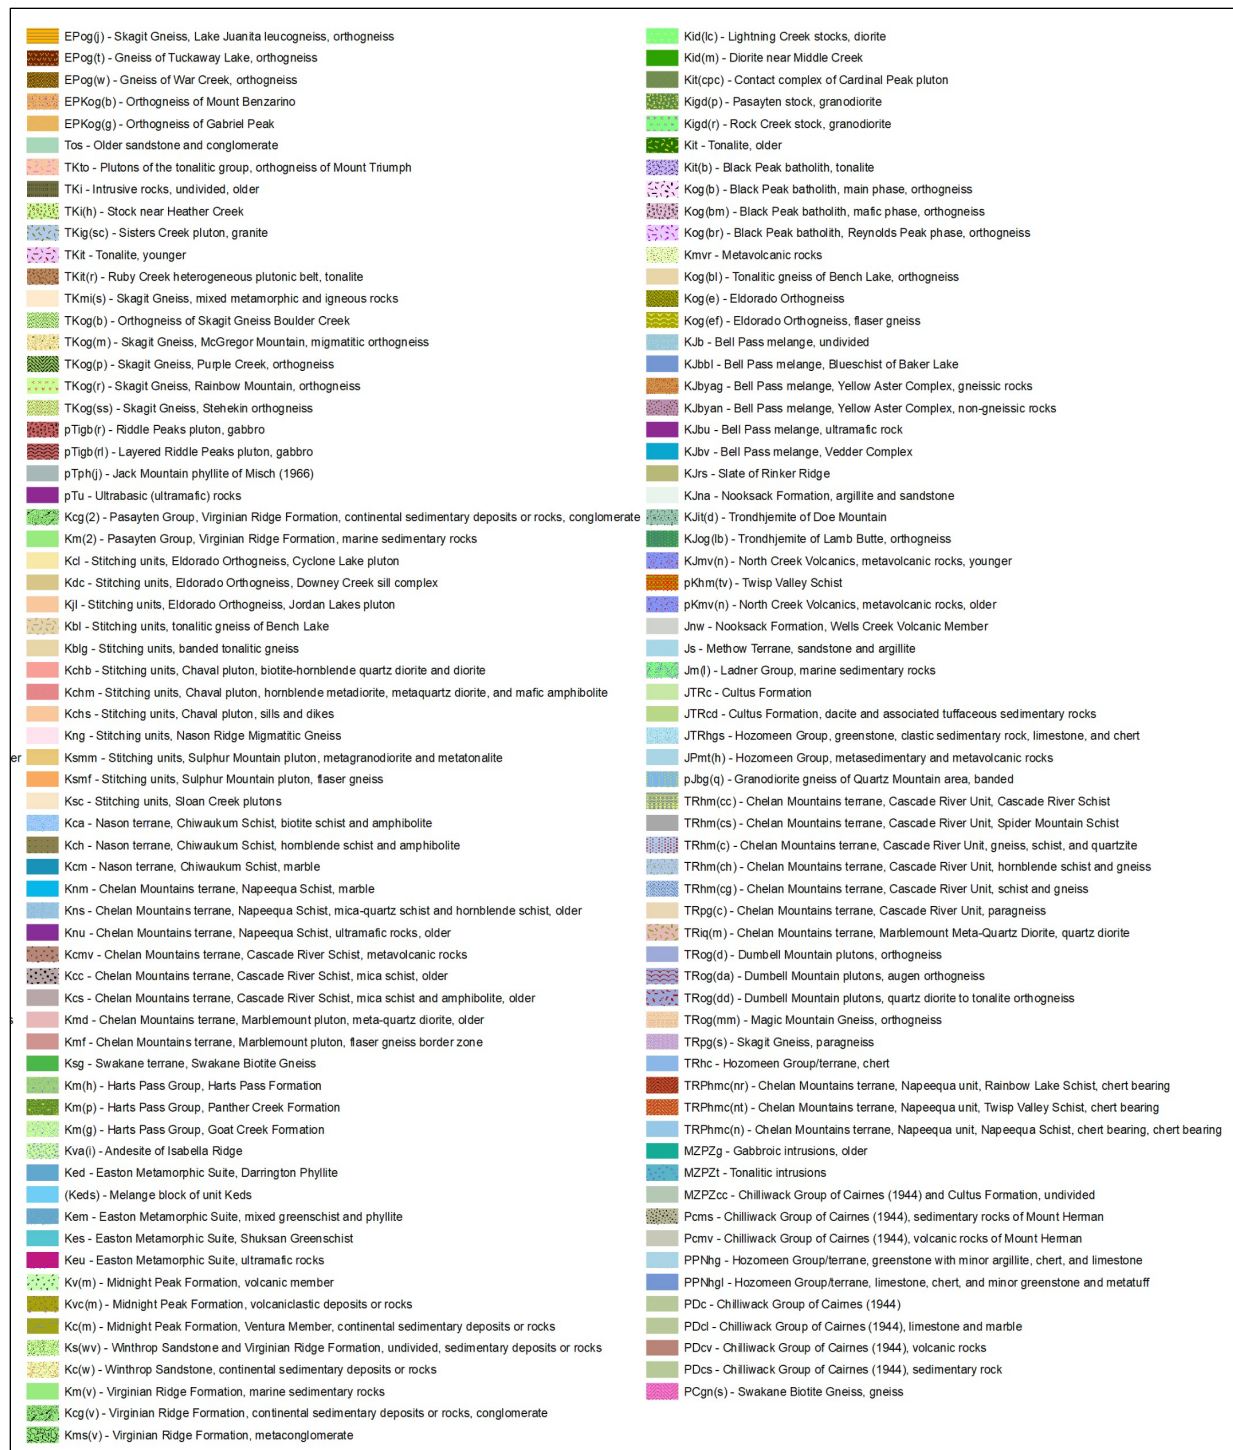 EPog(j) - Skagit Gneiss, Lake Juanita leucogneiss, orthogneiss
EPog(t) - Gneiss of Tuckaway Lake, orthogneiss
EPog(w) - Gneiss of War Creek, orthogneiss
EPKog(b) - Orthogneiss of Mount Benzarino
EPKog(g) - Orthogneiss of Gabriel Peak
Tos - Older sandstone and conglomerate
TKto - Plutons of the tonalitic group, orthogneiss of Mount Triumph
TKi - Intrusive rocks, undivided, older
TKi(h) - Stock near Heather Creek
TKig(sc) - Sisters Creek pluton, granite
TKit - Tonalite, younger
TKit(r) - Ruby Creek heterogeneous plutonic belt, tonalite
TKmi(s) - Skagit Gneiss, mixed metamorphic and igneous rocks
TKog(b) - Orthogneiss of Skagit Gneiss Boulder Creek
TKog(m) - Skagit Gneiss, McGregor Mountain, migmatitic orthogneiss
TKog(p) - Skagit Gneiss, Purple Creek, orthogneiss
TKog(r) - Skagit Gneiss, Rainbow Mountain, orthogneiss
TKog(ss) - Skagit Gneiss, Stehekin orthogneiss
pTigb(r) - Riddle Peaks pluton, gabbro
pTigb(rl) - Layered Riddle Peaks pluton, gabbro
pTph(j) - Jack Mountain phyllite of Misch (1966)
pTu - Ultrabasic (ultramafic) rocks
Kcg(2) - Pasayten Group, Virginian Ridge Formation, continental sedimentary deposits or rocks, conglomerate
Km(2) - Pasayten Group, Virginian Ridge Formation, marine sedimentary rocks
Kcl - Stitching units, Eldorado Orthogneiss, Cyclone Lake pluton
Kdc - Stitching units, Eldorado Orthogneiss, Downey Creek sill complex
Kjl - Stitching units, Eldorado Orthogneiss, Jordan Lakes pluton
Kbl - Stitching units, tonalitic gneiss of Bench Lake
Kblg - Stitching units, banded tonalitic gneiss
Kchb - Stitching units, Chaval pluton, biotite-hornblende quartz diorite and diorite
Kchm - Stitching units, Chaval pluton, hornblende metadiorite, metaquartz diorite, and mafic amphibolite
Kchs - Stitching units, Chaval pluton, sills and dikes
Kng - Stitching units, Nason Ridge Migmatitic Gneiss
er
Ksmm - Stitching units, Sulphur Mountain pluton, metagranodiorite and metatonalite
Ksmf - Stitching units, Sulphur Mountain pluton, flaser gneiss
Ksc - Stitching units, Sloan Creek plutons
Kca - Nason terrane, Chiwaukum Schist, biotite schist and amphibolite
Kch - Nason terrane, Chiwaukum Schist, hornblende schist and amphibolite
Kcm - Nason terrane, Chiwaukum Schist, marble
Knm - Chelan Mountains terrane, Napeequa Schist, marble
Kns - Chelan Mountains terrane, Napeequa Schist, mica-quartz schist and hornblende schist, older
Knu - Chelan Mountains terrane, Napeequa Schist, ultramafic rocks, older
Kcmv - Chelan Mountains terrane, Cascade River Schist, metavolcanic rocks
Kcc - Chelan Mountains terrane, Cascade River Schist, mica schist, older
Kcs - Chelan Mountains terrane, Cascade River Schist, mica schist and amphibolite, older
s
Kmd - Chelan Mountains terrane, Marblemount pluton, meta-quartz diorite, older
Kmf - Chelan Mountains terrane, Marblemount pluton, flaser gneiss border zone
Ksg - Swakane terrane, Swakane Biotite Gneiss
Km(h) - Harts Pass Group, Harts Pass Formation
Km(p) - Harts Pass Group, Panther Creek Formation
Km(g) - Harts Pass Group, Goat Creek Formation
Kva(i) - Andesite of Isabella Ridge
Ked - Easton Metamorphic Suite, Darrington Phyllite
(Keds) - Melange block of unit Keds
Kem - Easton Metamorphic Suite, mixed greenschist and phyllite
Kes - Easton Metamorphic Suite, Shuksan Greenschist
Keu - Easton Metamorphic Suite, ultramafic rocks
Kv(m) - Midnight Peak Formation, volcanic member
Kvc(m) - Midnight Peak Formation, volcaniclastic deposits or rocks
Kc(m) - Midnight Peak Formation, Ventura Member, continental sedimentary deposits or rocks
Ks(wv) - Winthrop Sandstone and Virginian Ridge Formation, undivided, sedimentary deposits or rocks
Kc(w) - Winthrop Sandstone, continental sedimentary deposits or rocks
Km(v) - Virginian Ridge Formation, marine sedimentary rocks
Kcg(v) - Virginian Ridge Formation, continental sedimentary deposits or rocks, conglomerate
Kms(v) - Virginian Ridge Formation, metaconglomerate
Kid(lc) - Lightning Creek stocks, diorite
Kid(m) - Diorite near Middle Creek
Kit(cpc) - Contact complex of Cardinal Peak pluton
Kigd(p) - Pasayten stock, granodiorite
Kigd(r) - Rock Creek stock, granodiorite
Kit - Tonalite, older
Kit(b) - Black Peak batholith, tonalite
Kog(b) - Black Peak batholith, main phase, orthogneiss
Kog(bm) - Black Peak batholith, mafic phase, orthogneiss
Kog(br) - Black Peak batholith, Reynolds Peak phase, orthogneiss
Kmvr - Metavolcanic rocks
Kog(bl) - Tonalitic gneiss of Bench Lake, orthogneiss
Kog(e) - Eldorado Orthogneiss
Kog(ef) - Eldorado Orthogneiss, flaser gneiss
KJb - Bell Pass melange, undivided
KJbbl - Bell Pass melange, Blueschist of Baker Lake
KJbyag - Bell Pass melange, Yellow Aster Complex, gneissic rocks
KJbyan - Bell Pass melange, Yellow Aster Complex, non-gneissic rocks
KJbu - Bell Pass melange, ultramafic rock
KJbv - Bell Pass melange, Vedder Complex
KJrs - Slate of Rinker Ridge
KJna - Nooksack Formation, argillite and sandstone
KJit(d) - Trondhjemite of Doe Mountain
KJog(lb) - Trondhjemite of Lamb Butte, orthogneiss
KJmv(n) - North Creek Volcanics, metavolcanic rocks, younger
pKhm(tv) - Twisp Valley Schist
pKmv(n) - North Creek Volcanics, metavolcanic rocks, older
Jnw - Nooksack Formation, Wells Creek Volcanic Member
Js - Methow Terrane, sandstone and argillite
Jm(l) - Ladner Group, marine sedimentary rocks
JTRc - Cultus Formation
JTRcd - Cultus Formation, dacite and associated tuffaceous sedimentary rocks
JTRhgs - Hozomeen Group, greenstone, clastic sedimentary rock, limestone, and chert
JPmt(h) - Hozomeen Group, metasedimentary and metavolcanic rocks
pJbg(q) - Granodiorite gneiss of Quartz Mountain area, banded
TRhm(cc) - Chelan Mountains terrane, Cascade River Unit, Cascade River Schist
TRhm(cs) - Chelan Mountains terrane, Cascade River Unit, Spider Mountain Schist
TRhm(c) - Chelan Mountains terrane, Cascade River Unit, gneiss, schist, and quartzite
TRhm(ch) - Chelan Mountains terrane, Cascade River Unit, hornblende schist and gneiss
TRhm(cg) - Chelan Mountains terrane, Cascade River Unit, schist and gneiss
TRpg(c) - Chelan Mountains terrane, Cascade River Unit, paragneiss
TRiq(m) - Chelan Mountains terrane, Marblemount Meta-Quartz Diorite, quartz diorite
TRog(d) - Dumbell Mountain plutons, orthogneiss
TRog(da) - Dumbell Mountain plutons, augen orthogneiss
TRog(dd) - Dumbell Mountain plutons, quartz diorite to tonalite orthogneiss
TRog(mm) - Magic Mountain Gneiss, orthogneiss
TRpg(s) - Skagit Gneiss, paragneiss
TRhc - Hozomeen Group/terrane, chert
TRPhmc(nr) - Chelan Mountains terrane, Napeequa unit, Rainbow Lake Schist, chert bearing
TRPhmc(nt) - Chelan Mountains terrane, Napeequa unit, Twisp Valley Schist, chert bearing
TRPhmc(n) - Chelan Mountains terrane, Napeequa unit, Napeequa Schist, chert bearing, chert bearing
MZPZg - Gabbroic intrusions, older
MZPZt - Tonalitic intrusions
MZPZcc - Chilliwack Group of Cairnes (1944) and Cultus Formation, undivided
Pcms - Chilliwack Group of Cairnes (1944), sedimentary rocks of Mount Herman
Pcmv - Chilliwack Group of Cairnes (1944), volcanic rocks of Mount Herman
PPNhg - Hozomeen Group/terrane, greenstone with minor argillite, chert, and limestone
PPNhgl - Hozomeen Group/terrane, limestone, chert, and minor greenstone and metatuff
PDc - Chilliwack Group of Cairnes (1944)
PDcl - Chilliwack Group of Cairnes (1944), limestone and marble
PDcv - Chilliwack Group of Cairnes (1944), volcanic rocks
PDcs - Chilliwack Group of Cairnes (1944), sedimentary rock
PCgn(s) - Swakane Biotite Gneiss, gneiss